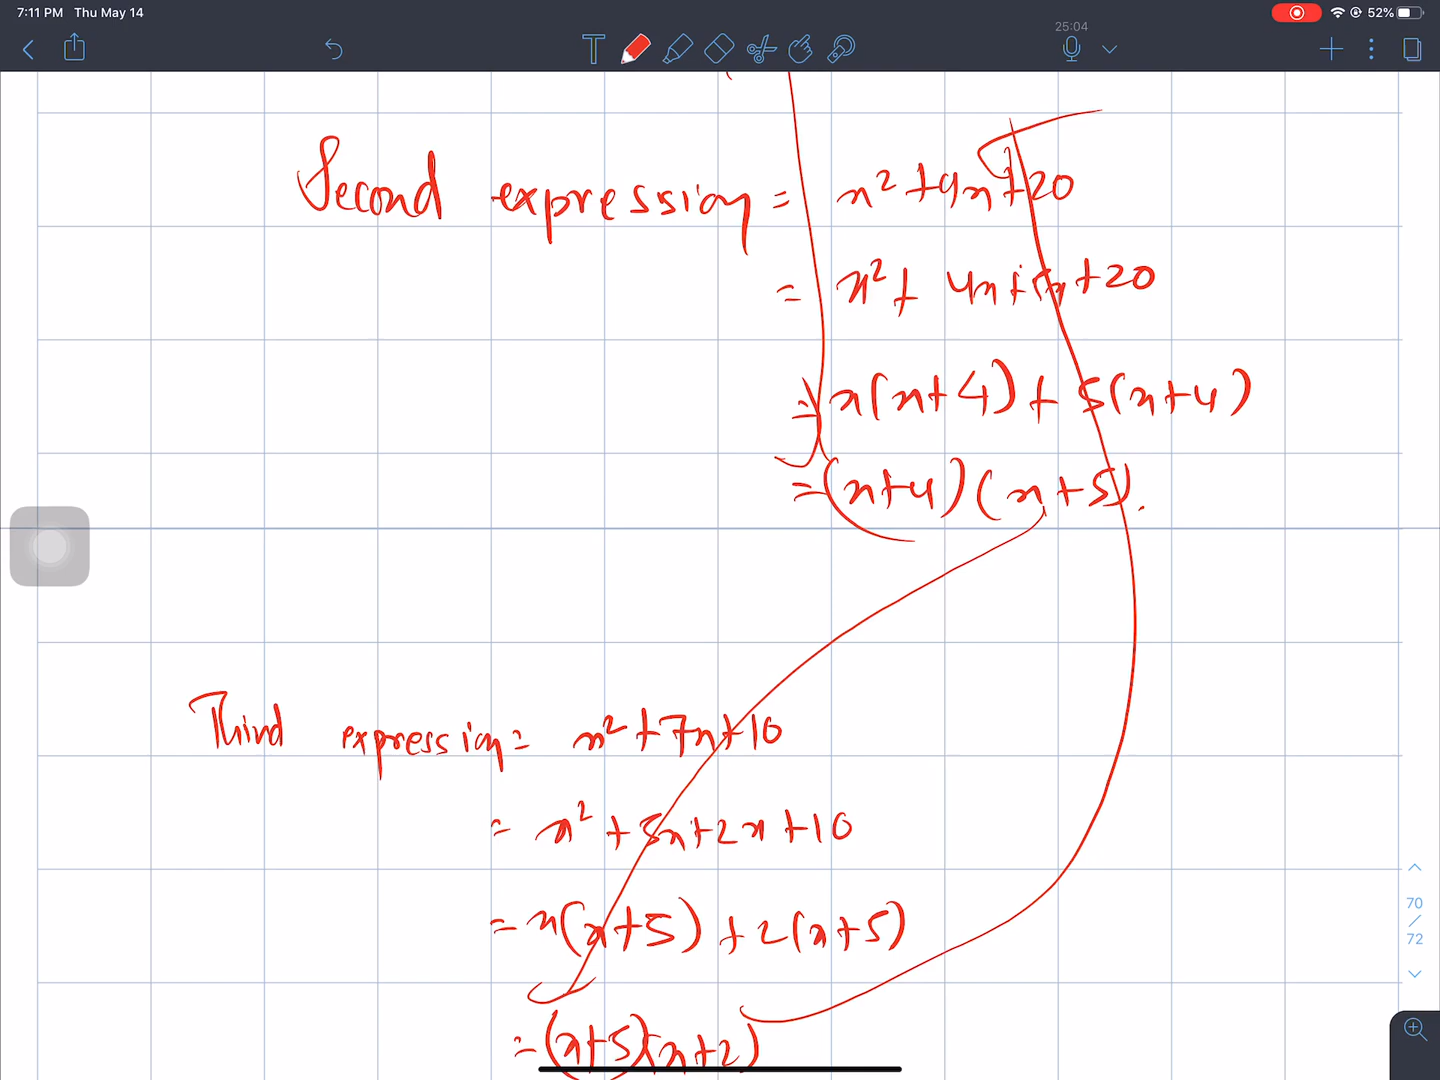 7:11 PM Thu May 14
52%
25:04
Second expression = x² + 9x + 20
= x² + 4x + 5x + 20
= x(x+4) + 5(x+4)
= (x+4)(x+5).
Third expression = x² + 7x + 10
= x² + 5x + 2x + 10
= x(x+5) + 2(x+5)
= (x+5)(x+2)
70
/
72